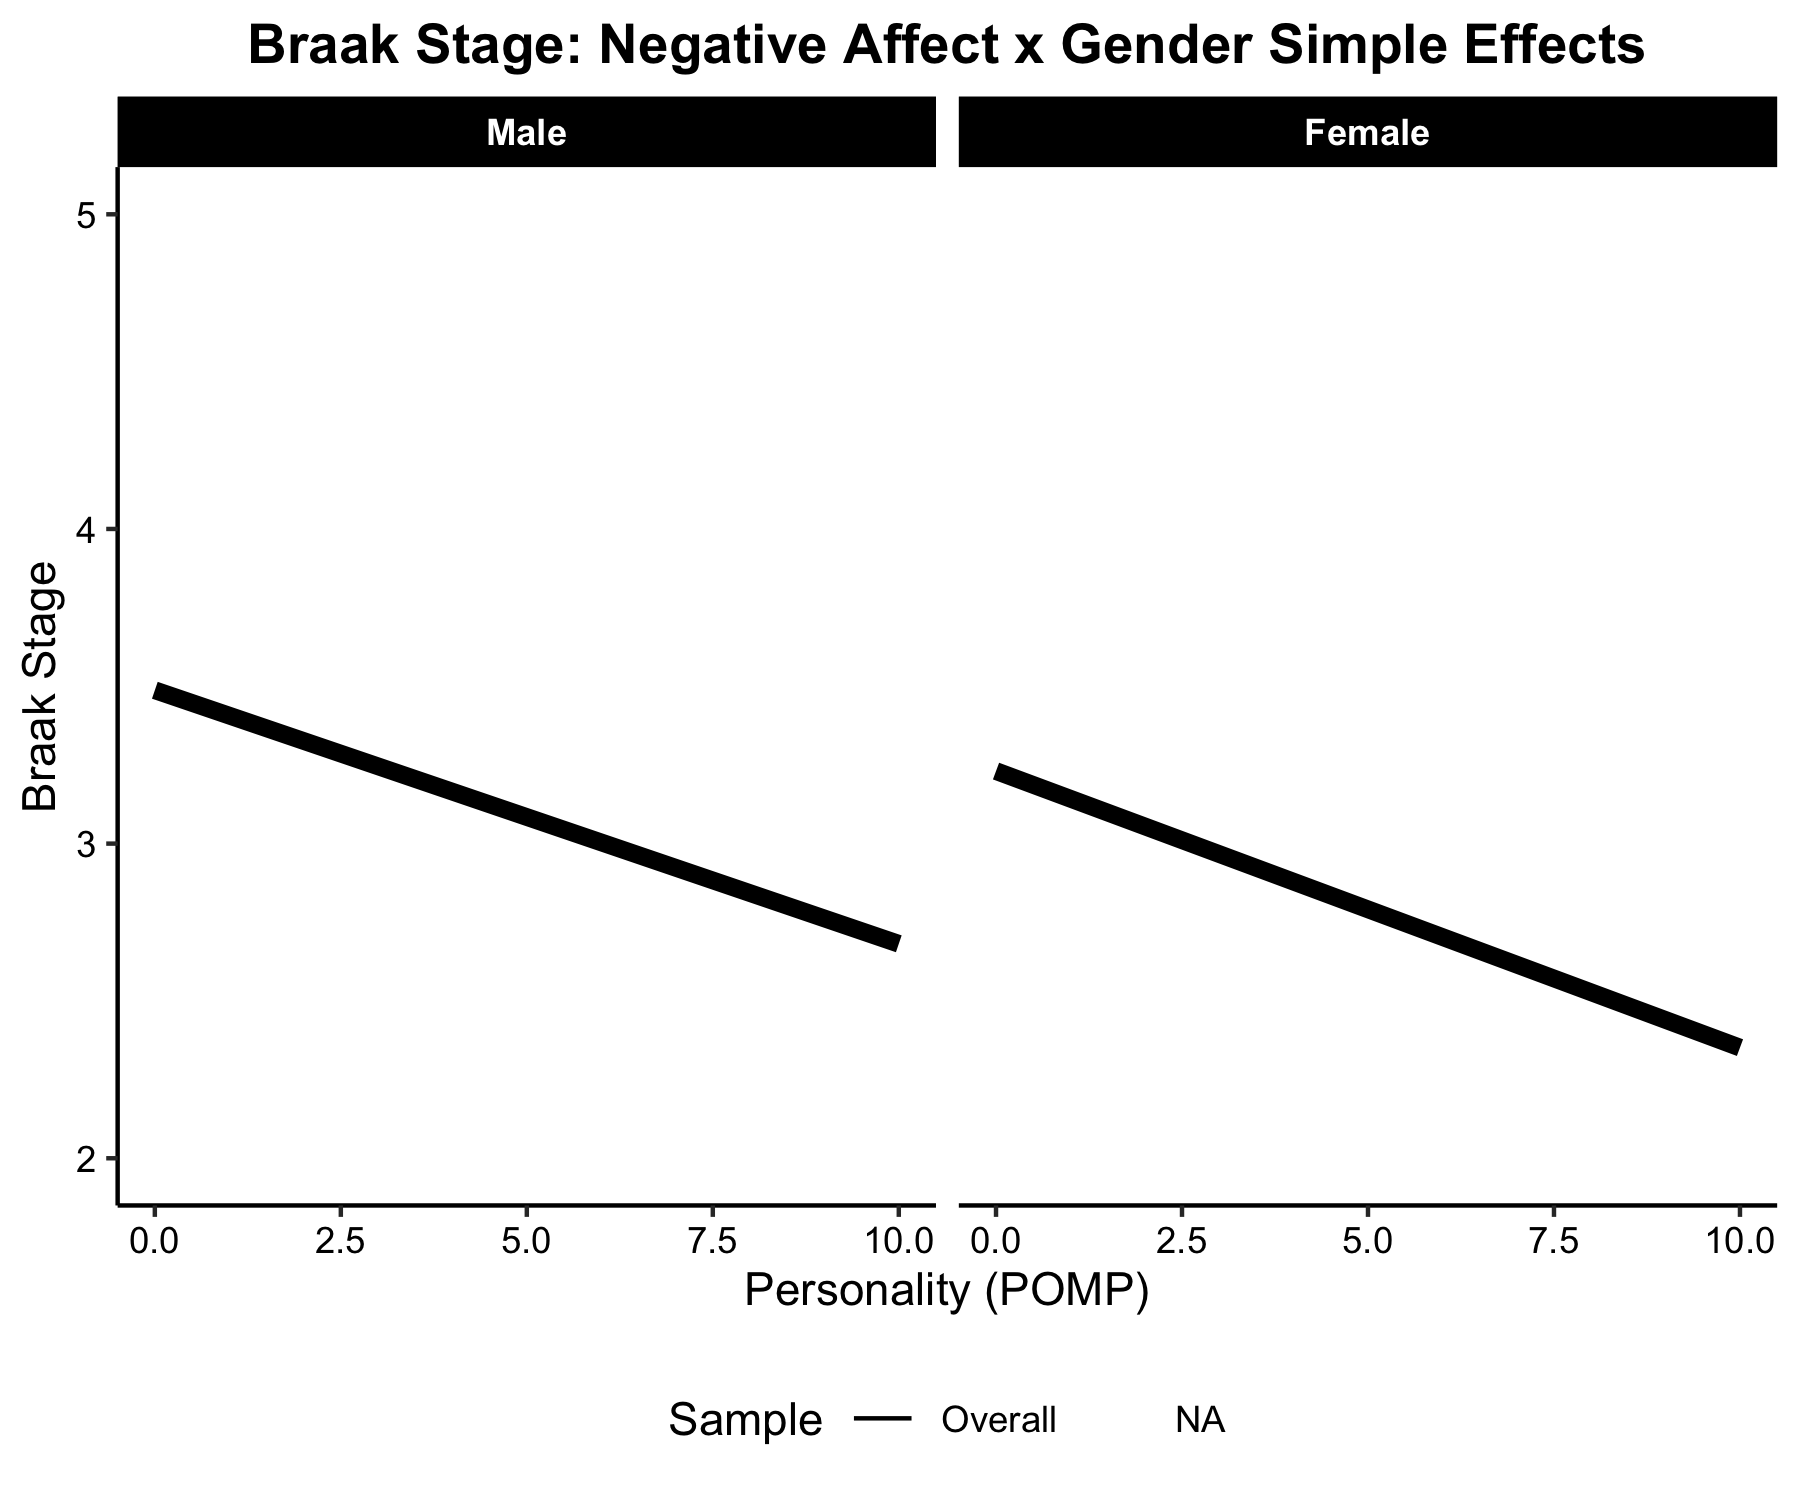 Braak Stage: Negative Affect x Gender Simple Effects
Male
Female
Braak Stage
5
4
3
2
0.0 2.5 5.0 7.5 10.0
0.0 2.5 5.0 7.5 10.0
Personality (POMP)
Sample Overall NA